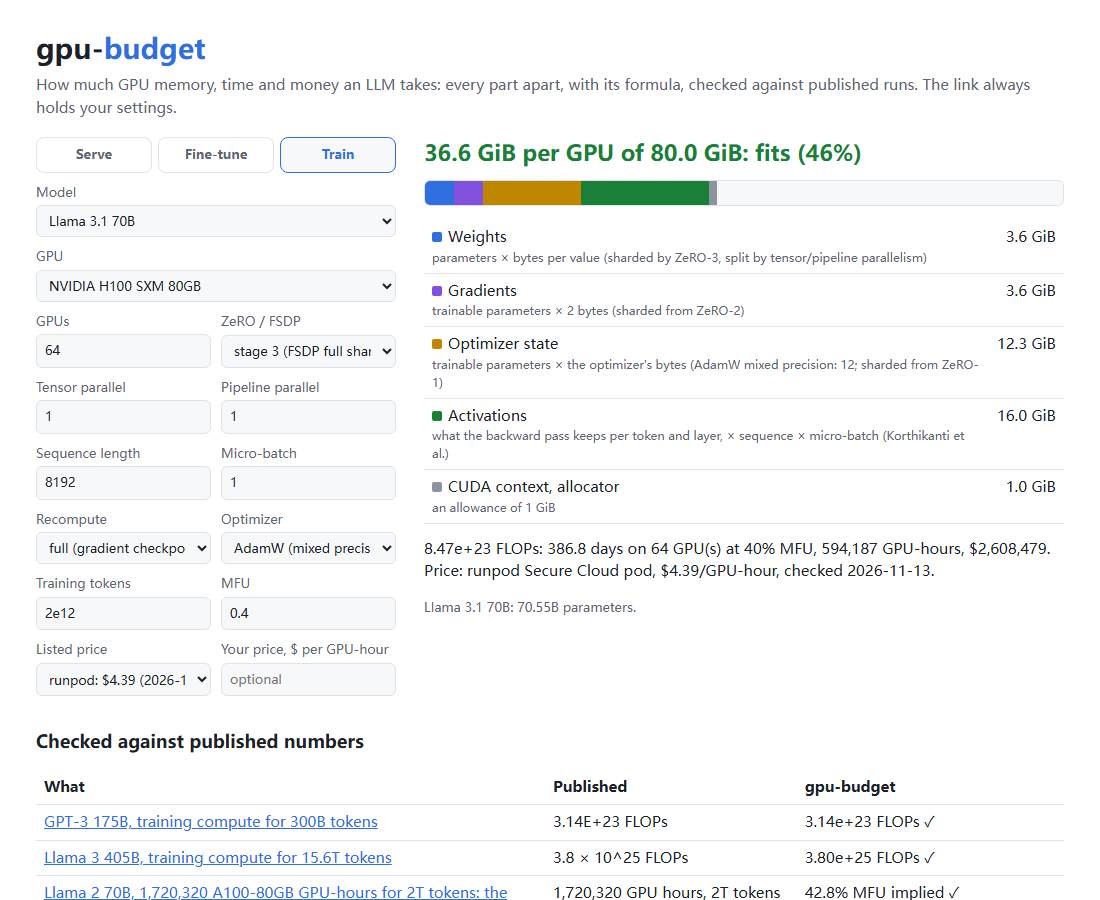 gpu-budget
How much GPU memory, time and money an LLM takes: every part apart, with its formula, checked against published runs. The link always
holds your settings.
Serve
Fine-tune
Train
Model
Llama 3.1 70B
GPU
NVIDIA H100 SXM 80GB
GPUs
ZeRO / FSDP
64
stage 3 (FSDP full shar
Tensor parallel
Pipeline parallel
1
1
Sequence length
Micro-batch
8192
1
Recompute
Optimizer
full (gradient checkpo
AdamW (mixed precis
Training tokens
MFU
2e12
0.4
Listed price
Your price, $ per GPU-hour
runpod: $4.39 (2026-1
optional
36.6 GiB per GPU of 80.0 GiB: fits (46%)
Weights
3.6 GiB
parameters × bytes per value (sharded by ZeRO-3, split by tensor/pipeline parallelism)
Gradients
3.6 GiB
trainable parameters × 2 bytes (sharded from ZeRO-2)
Optimizer state
12.3 GiB
trainable parameters × the optimizer's bytes (AdamW mixed precision: 12; sharded from ZeRO-
1)
Activations
16.0 GiB
what the backward pass keeps per token and layer, × sequence × micro-batch (Korthikanti et
al.)
CUDA context, allocator
1.0 GiB
an allowance of 1 GiB
8.47e+23 FLOPs: 386.8 days on 64 GPU(s) at 40% MFU, 594,187 GPU-hours, $2,608,479.
Price: runpod Secure Cloud pod, $4.39/GPU-hour, checked 2026-11-13.
Llama 3.1 70B: 70.55B parameters.
Checked against published numbers
What
Published
gpu-budget
GPT-3 175B, training compute for 300B tokens
3.14E+23 FLOPs
3.14e+23 FLOPs ✓
Llama 3 405B, training compute for 15.6T tokens
3.8 × 10^25 FLOPs
3.80e+25 FLOPs ✓
Llama 2 70B, 1,720,320 A100-80GB GPU-hours for 2T tokens: the
1,720,320 GPU hours, 2T tokens
42.8% MFU implied ✓